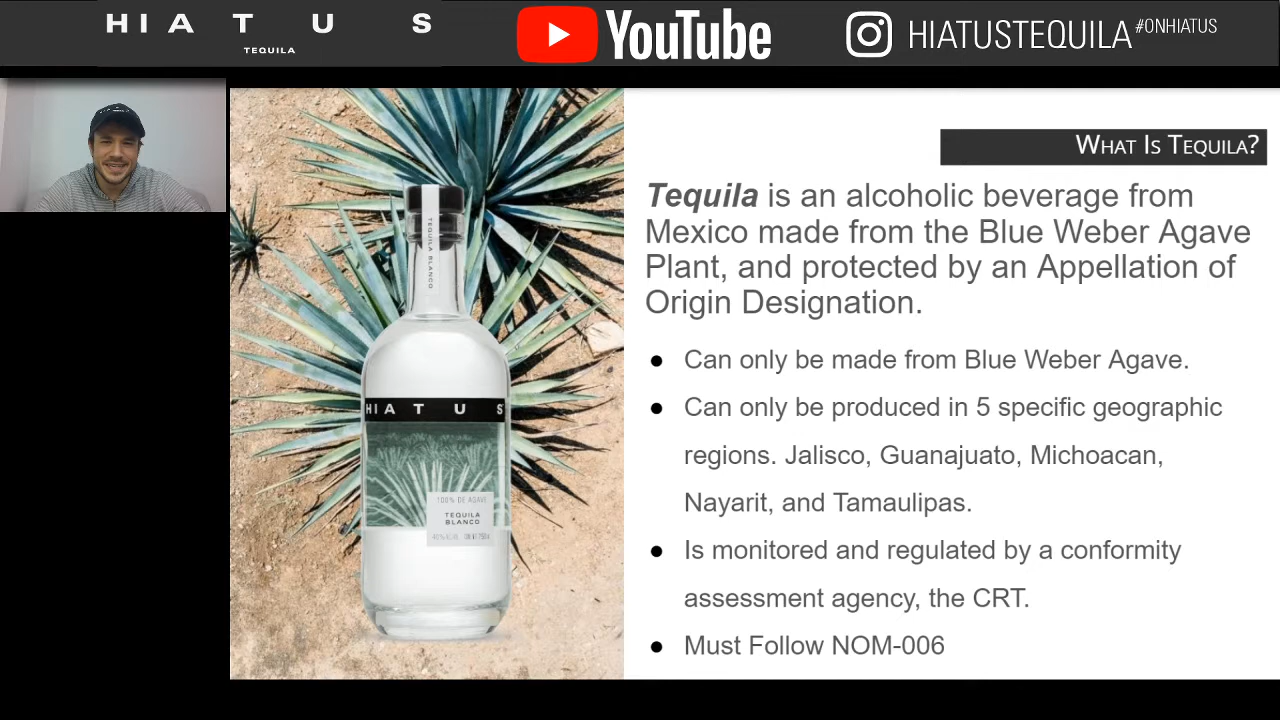 HIATUS
TEQUILA
YouTube
HIATUSTEQUILA #ONHIATUS
WHAT IS TEQUILA?
Tequila is an alcoholic beverage from
Mexico made from the Blue Weber Agave
Plant, and protected by an Appellation of
Origin Designation.
● Can only be made from Blue Weber Agave.
● Can only be produced in 5 specific geographic
regions. Jalisco, Guanajuato, Michoacan,
Nayarit, and Tamaulipas.
● Is monitored and regulated by a conformity
assessment agency, the CRT.
● Must Follow NOM-006
TEQUILA BLANCO
HIATUS
100% DE AGAVE
TEQUILA
BLANCO